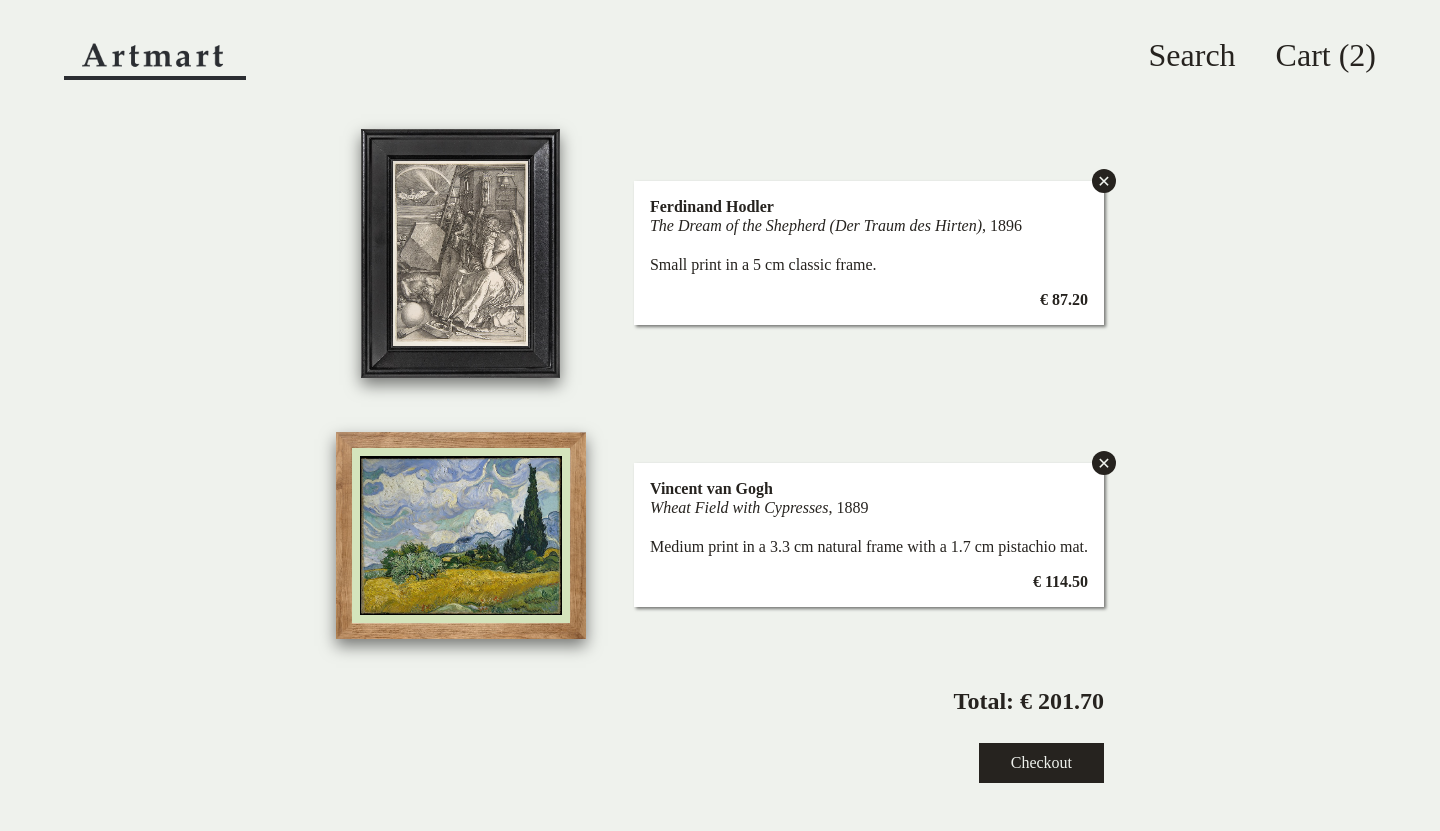 Artmart
Search
Cart (2)
Ferdinand Hodler
The Dream of the Shepherd (Der Traum des Hirten), 1896
Small print in a 5 cm classic frame.
€ 87.20
Vincent van Gogh
Wheat Field with Cypresses, 1889
Medium print in a 3.3 cm natural frame with a 1.7 cm pistachio mat.
€ 114.50
Total: € 201.70
Checkout